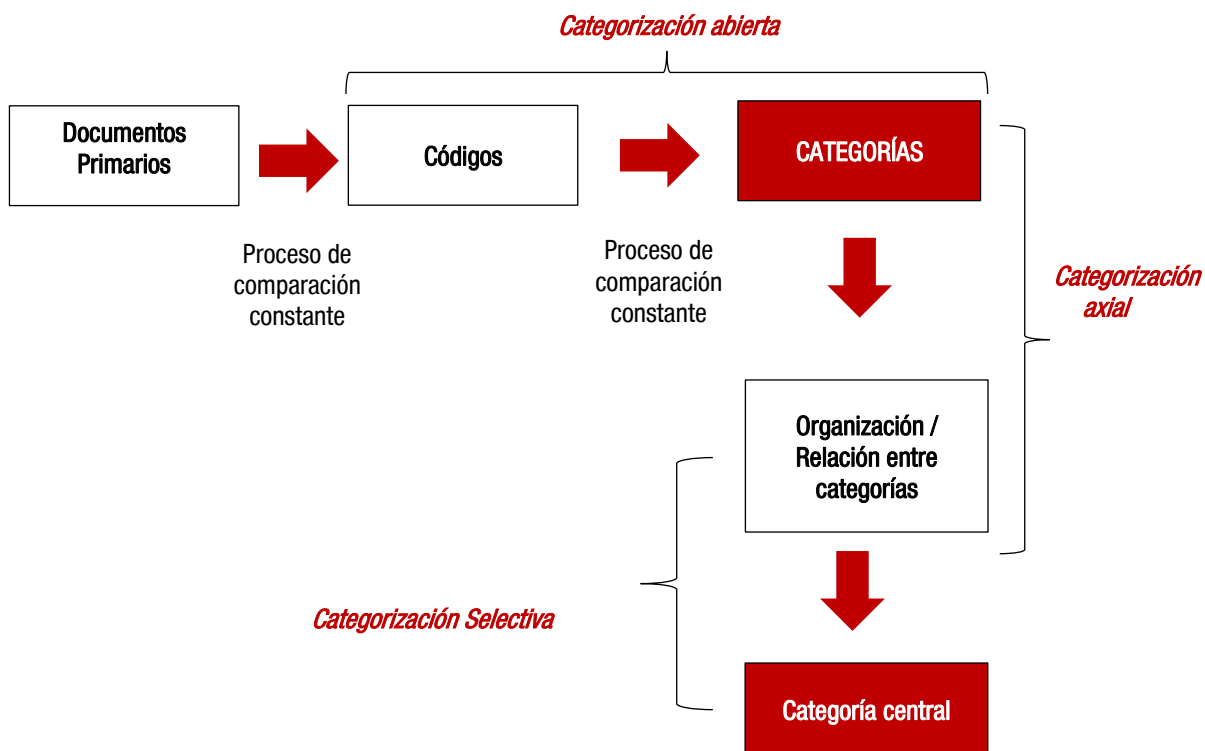 Categorización abierta
Documentos
Primarios
Códigos
CATEGORÍAS
Proceso de
comparación
constante
Proceso de
comparación
constante
Categorización
axial
Organización /
Relación entre
categorías
Categorización Selectiva
Categoría central